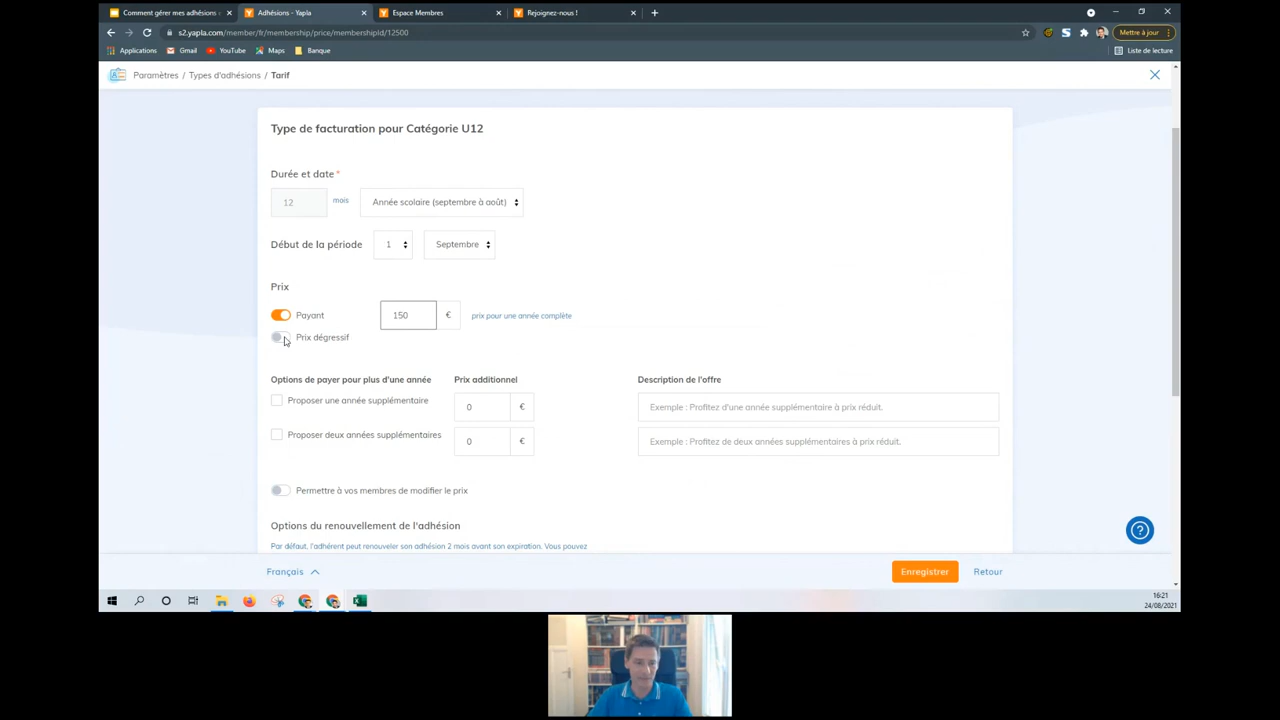 Comment gérer mes adhésions
Adhésions - Yapla
Espace Membres
Rejoignez-nous !
s2.yapla.com/member/fr/membership/price/membershipId/12500
Mettre à jour
Applications
Gmail
YouTube
Maps
Banque
Liste de lecture
Paramètres / Types d'adhésions / Tarif
Type de facturation pour Catégorie U12
Durée et date *
12 mois Année scolaire (septembre à août)
Début de la période 1 Septembre
Prix
Payant 150 € prix pour une année complète
Prix dégressif
Options de payer pour plus d'une année Prix additionnel Description de l'offre
Proposer une année supplémentaire 0 € Exemple : Profitez d'une année supplémentaire à prix réduit.
Proposer deux années supplémentaires 0 € Exemple : Profitez de deux années supplémentaires à prix réduit.
Permettre à vos membres de modifier le prix
Options du renouvellement de l'adhésion
Par défaut, l'adhérent peut renouveler son adhésion 2 mois avant son expiration. Vous pouvez
Français
Enregistrer
Retour
16:21
24/08/2021